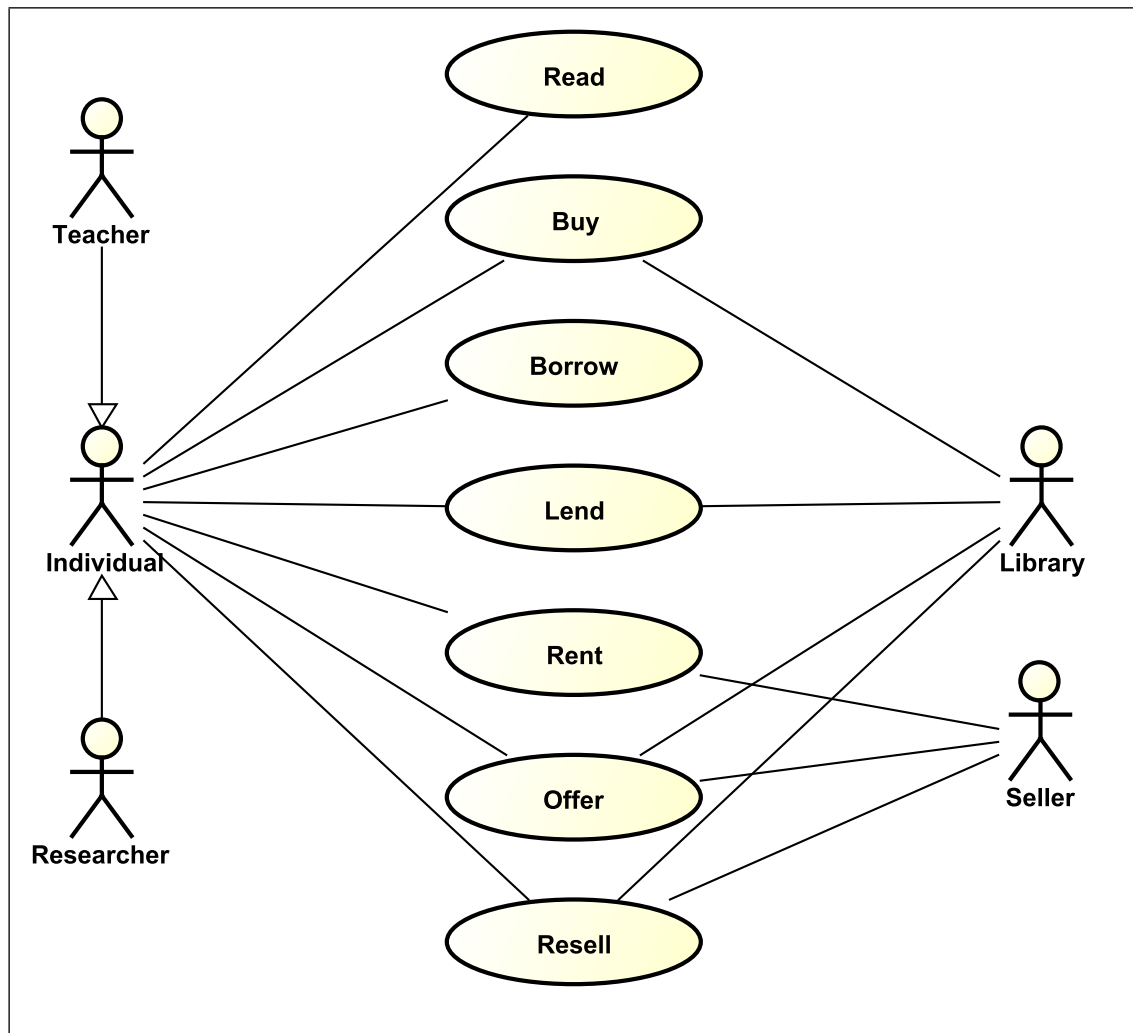 Read
Teacher
Buy
Borrow
Individual
Lend
Library
Rent
Seller
Offer
Researcher
Resell